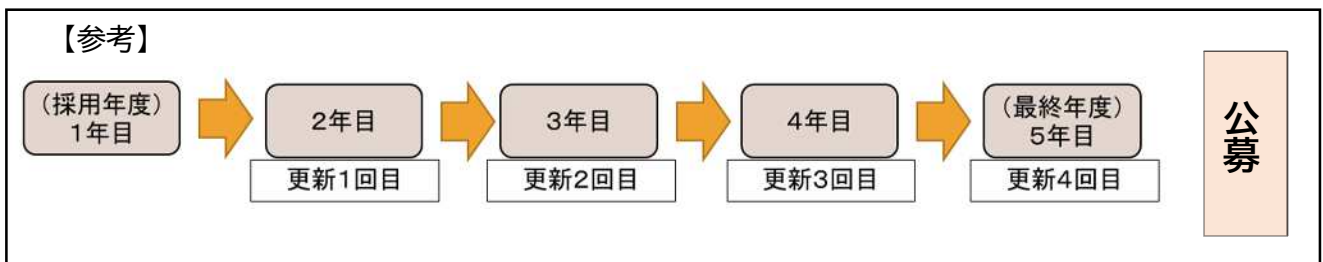 【参考】
（採用年度）
1年目
2年目
更新1回目
3年目
更新2回目
4年目
更新3回目
（最終年度）
5年目
更新4回目
公募